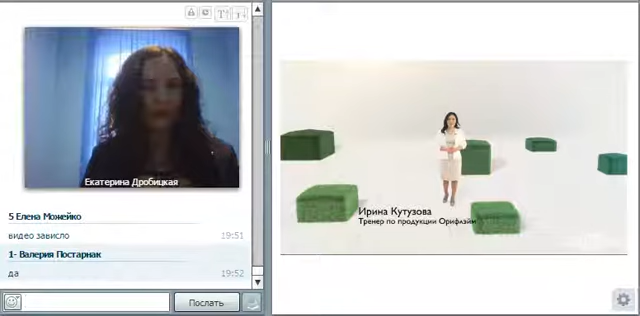 Екатерина Дробицкая
5 Елена Можейко
видео зависло 19:51
1- Валерия Постарнак
да 19:52
Послать
Ирина Кутузова
Тренер по продукции Орифлэйм